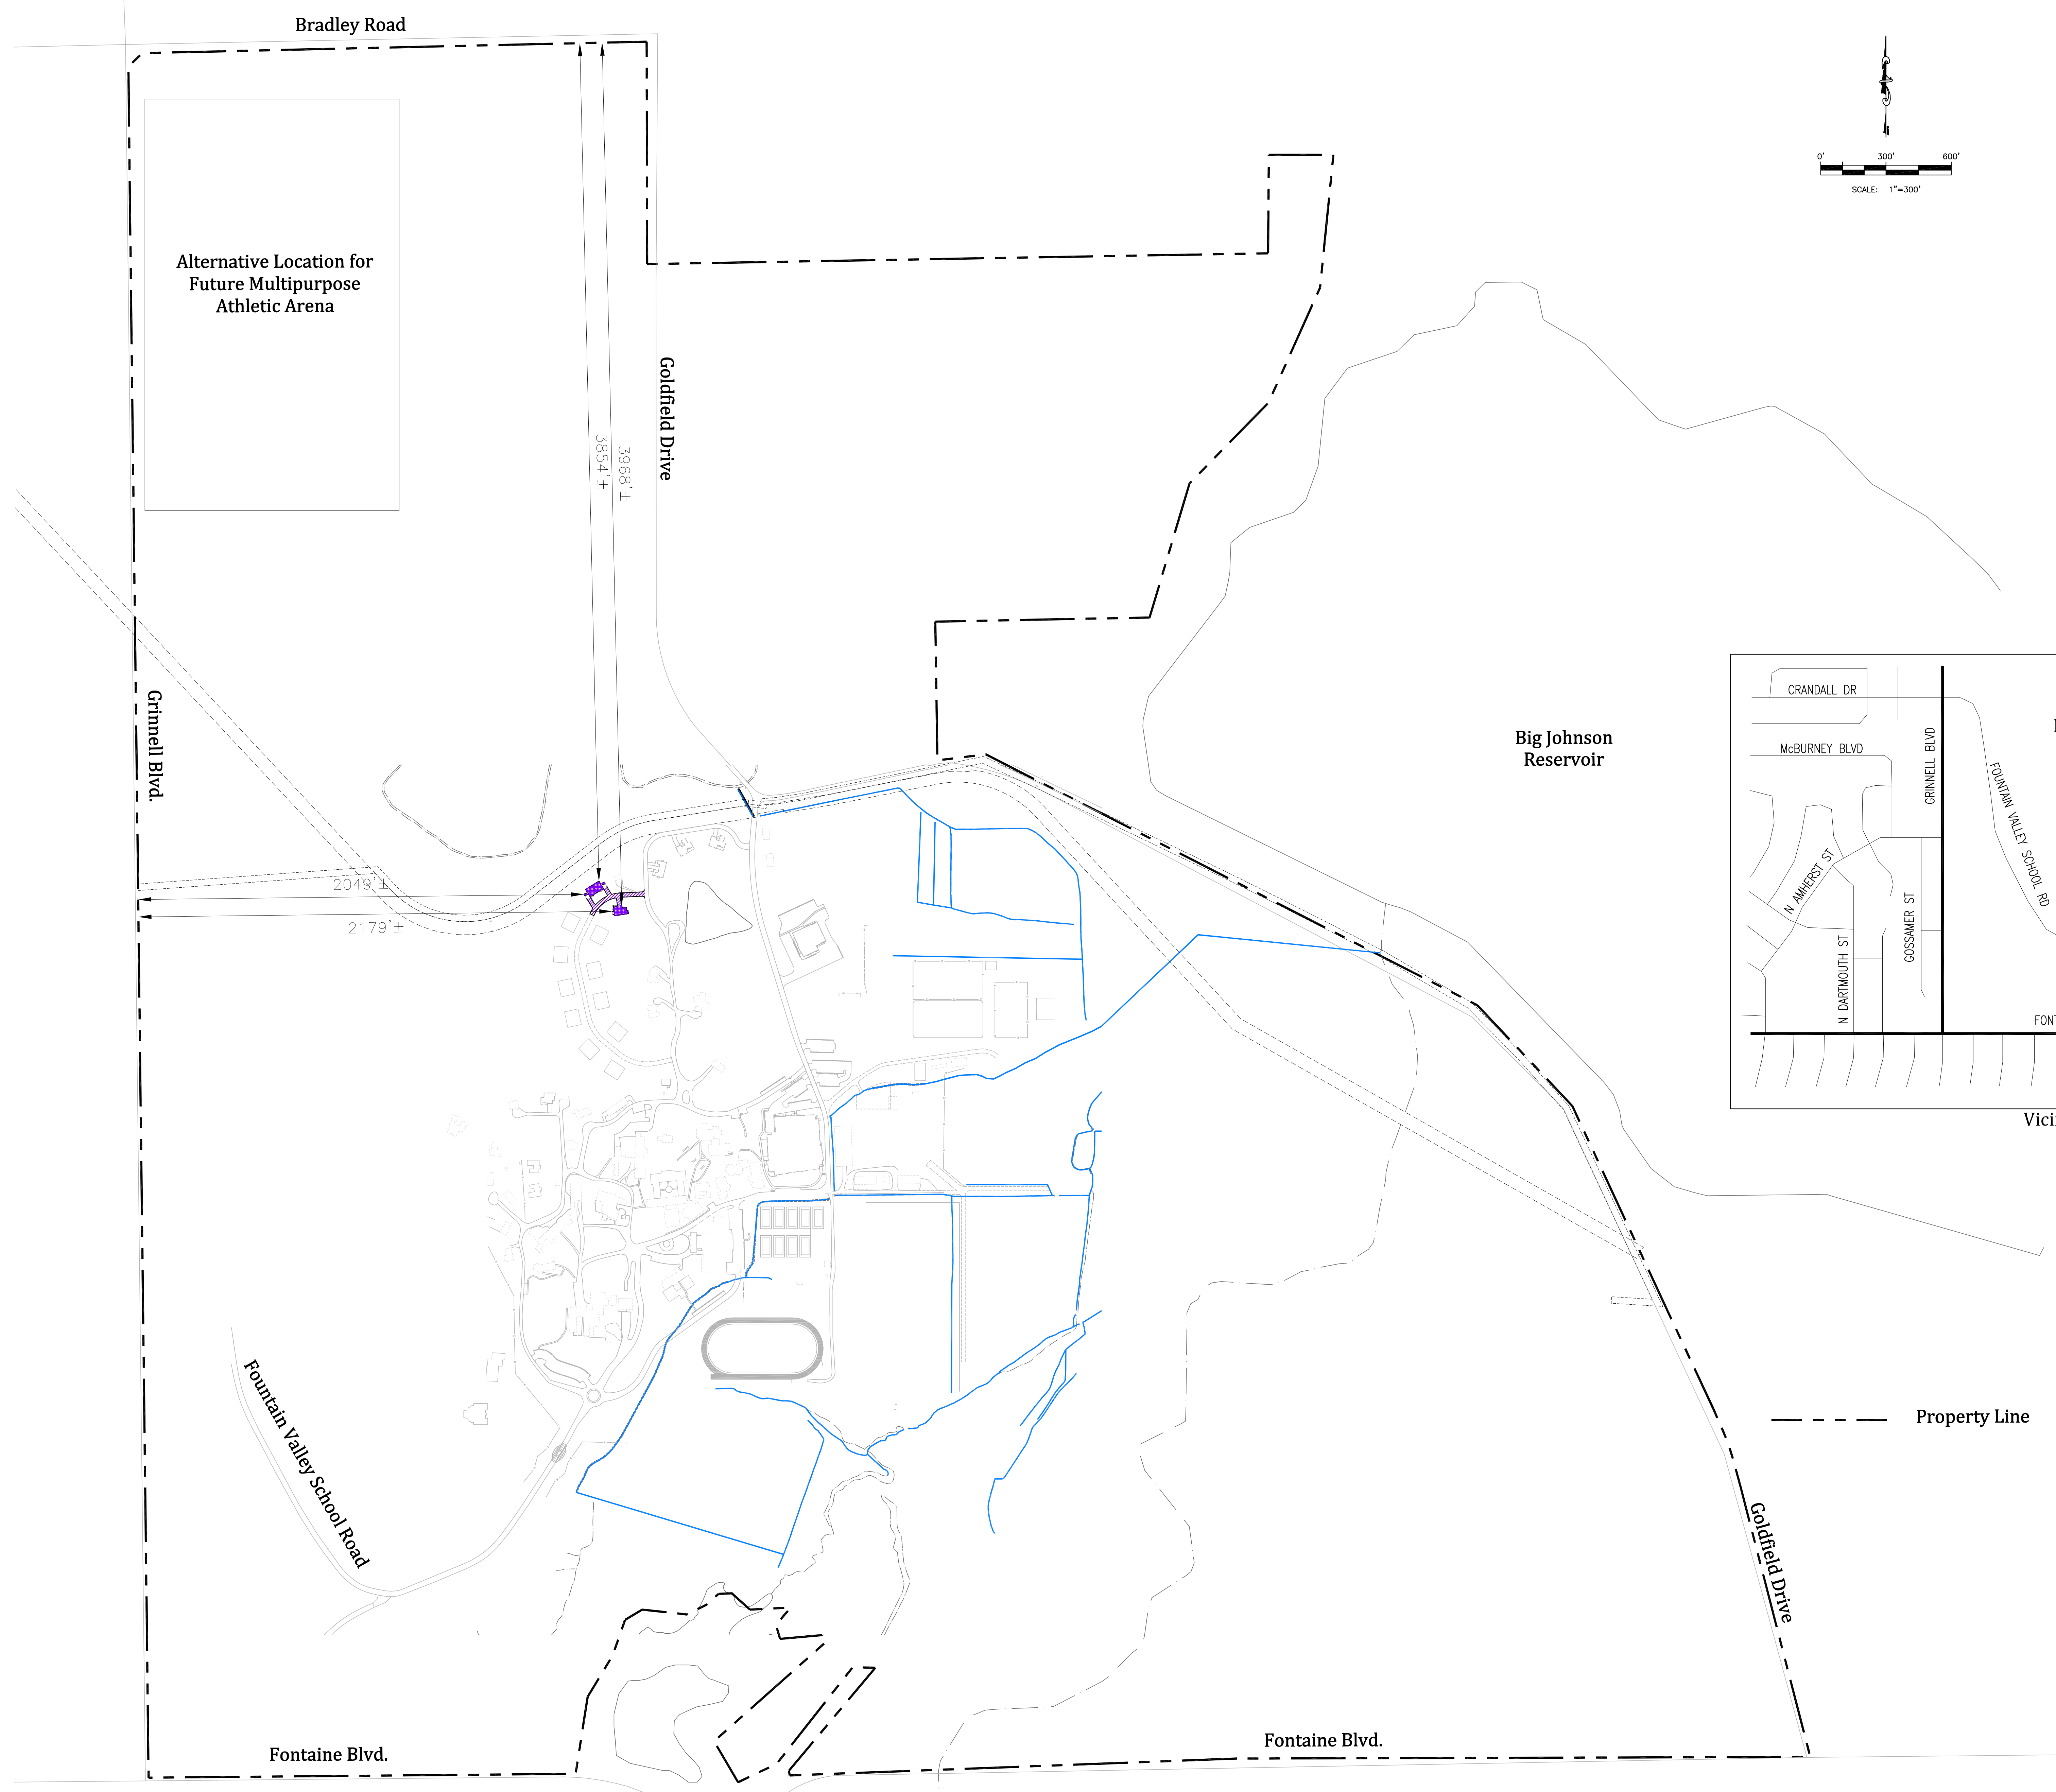 Bradley Road
0' 300' 600'
SCALE: 1"=300'
Alternative Location for
Future Multipurpose
Athletic Arena
Goldfield Drive
3854'±
3968'±
Grinnell Blvd.
Big Johnson
Reservoir
CRANDALL DR
McBURNEY BLVD
GRINNELL BLVD
FOUNTAIN VALLEY SCHOOL RD
N AMHERST ST
N DARTMOUTH ST
GOSSAMER ST
2049'±
2179'±
Fountain Valley School Road
Property Line
Goldfield Drive
Fontaine Blvd.
Fontaine Blvd.